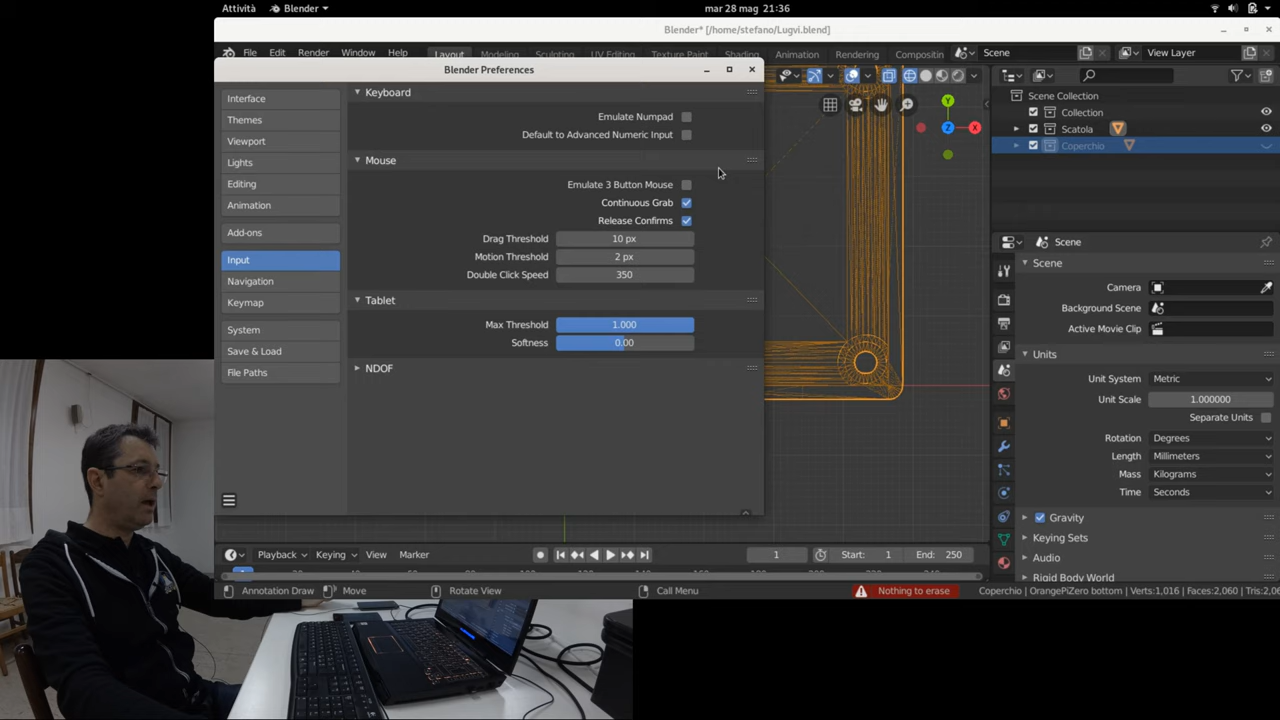 Attività
Blender
mar 28 mag 21:36
Blender* [/home/stefano/Lugvi.blend]
File Edit Render Window Help
Layout Modeling Sculpting UV Editing Texture Paint Shading Animation Rendering Compositin
Scene
View Layer
Blender Preferences
Interface
Themes
Viewport
Lights
Editing
Animation
Add-ons
Input
Navigation
Keymap
System
Save & Load
File Paths
Keyboard
Emulate Numpad
Default to Advanced Numeric Input
Mouse
Emulate 3 Button Mouse
Continuous Grab
Release Confirms
Drag Threshold 10 px
Motion Threshold 2 px
Double Click Speed 350
Tablet
Max Threshold 1.000
Softness 0.00
NDOF
Y
Z X
Scene Collection
Collection
Scatola
Coperchio
Scene
Scene
Camera
Background Scene
Active Movie Clip
Units
Unit System Metric
Unit Scale 1.000000
Separate Units
Rotation Degrees
Length Millimeters
Mass Kilograms
Time Seconds
Gravity
Keying Sets
Audio
Rigid Body World
Playback Keying View Marker
1
Start: 1
End: 250
Annotation Draw
Move
Rotate View
Call Menu
Nothing to erase
Coperchio | OrangePiZero bottom | Verts:1,016 | Faces:2,060 | Tris:2,06